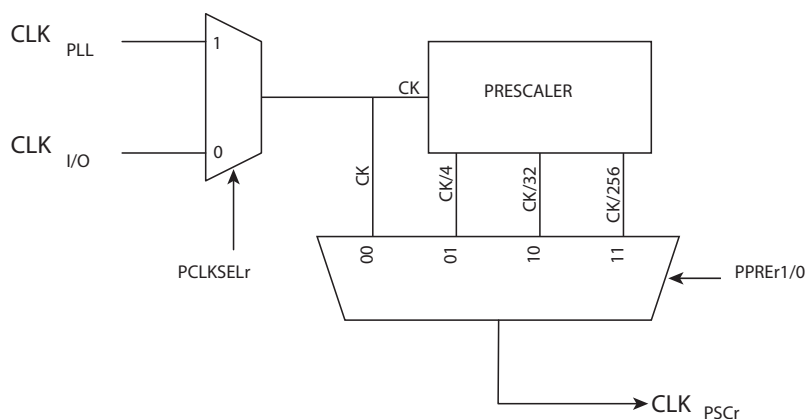 CLK PLL
1
CK
PRESCALER
CLK I/O
0
CK
CK/4
CK/32
CK/256
PCLKSELr
00
01
10
11
PPREr1/0
CLK PSCr